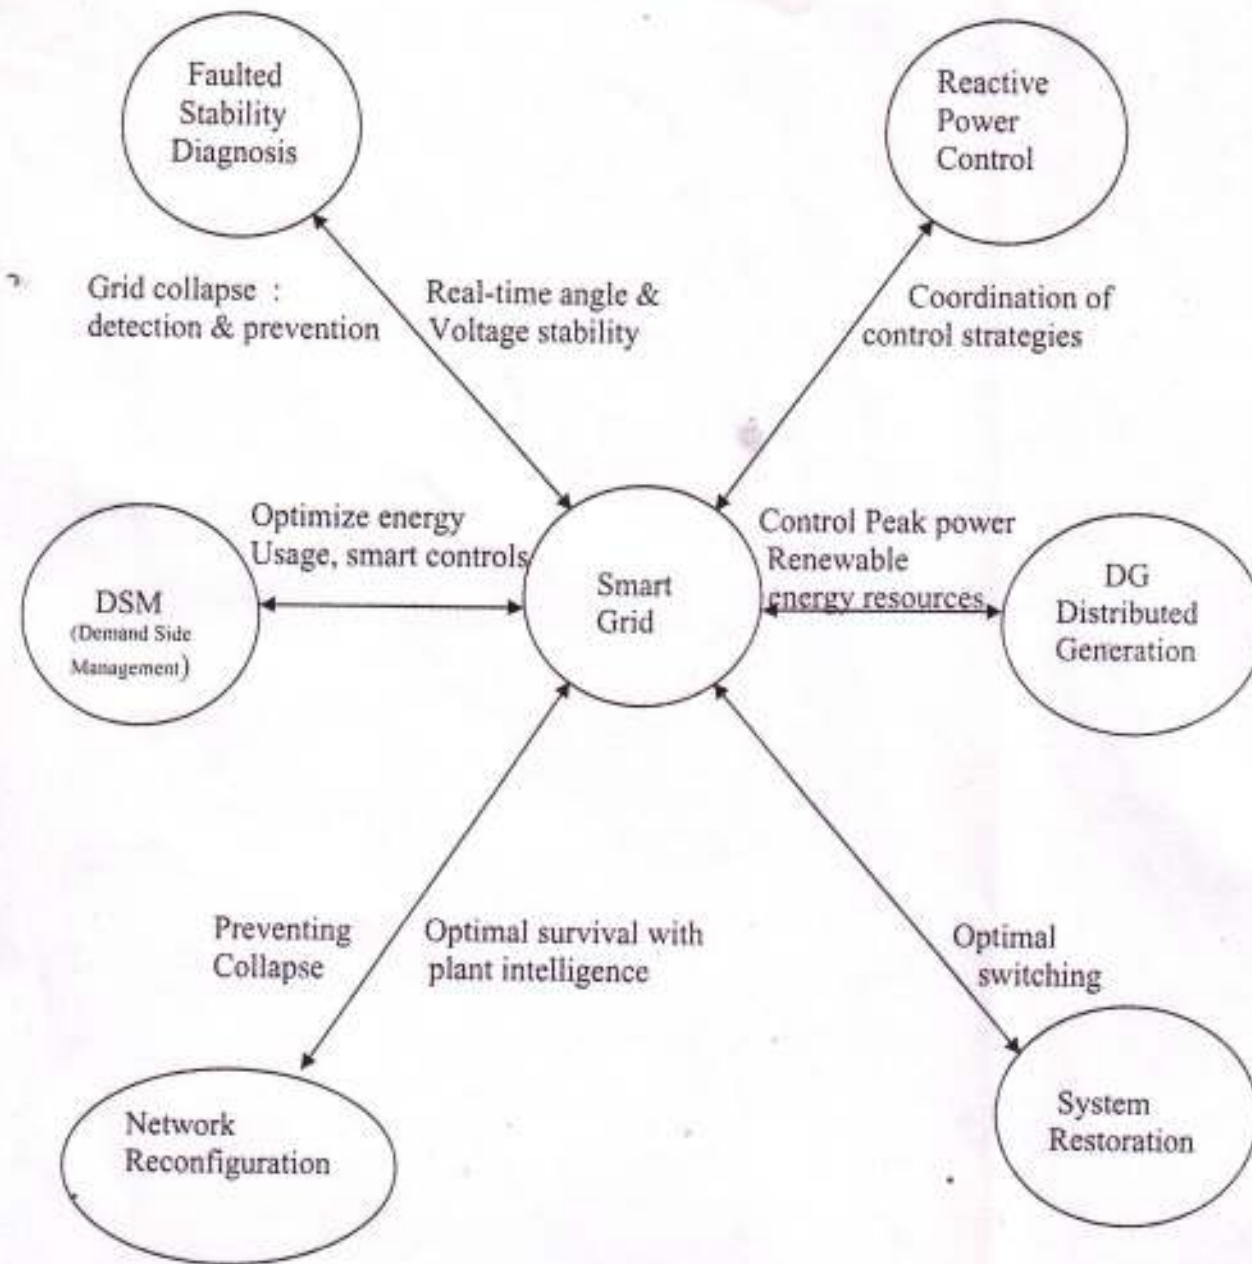 Faulted
Stability
Diagnosis
Reactive
Power
Control
Grid collapse :
detection & prevention
Real-time angle &
Voltage stability
Coordination of
control strategies
Optimize energy
Usage, smart controls
Control Peak power
Renewable
energy resources
DSM
(Demand Side
Management)
Smart
Grid
DG
Distributed
Generation
Preventing
Collapse
Optimal survival with
plant intelligence
Optimal
switching
Network
Reconfiguration
System
Restoration